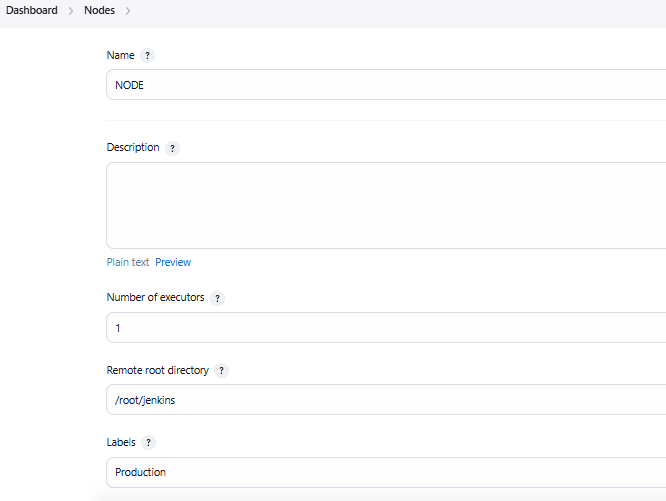 Dashboard > Nodes >
Name ?
NODE
Description ?
Plain text Preview
Number of executors ?
1
Remote root directory ?
/root/jenkins
Labels ?
Production